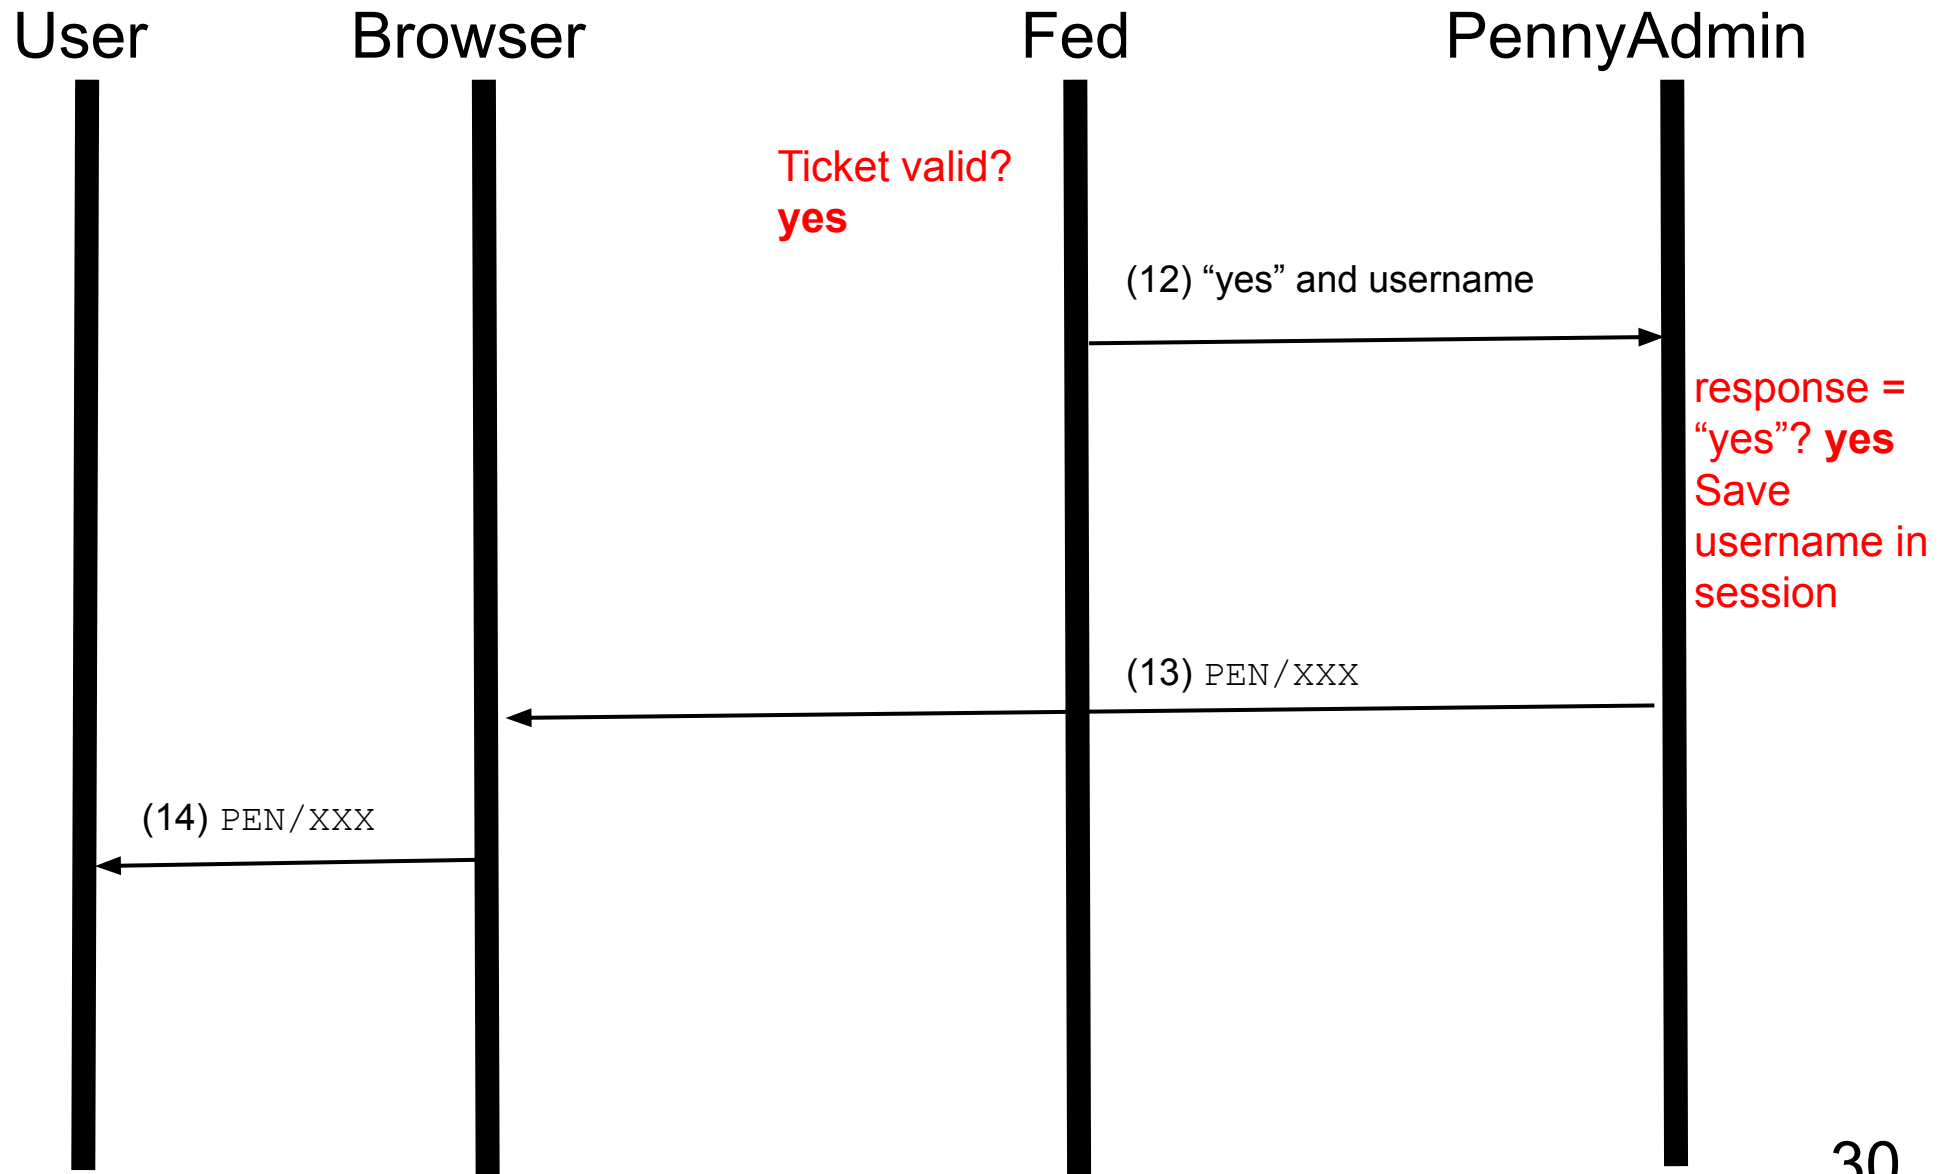 User Browser Fed PennyAdmin
Ticket valid?
yes
(12) “yes” and username
response =
“yes”? yes
Save
username in
session
(13) PEN/XXX
(14) PEN/XXX
30